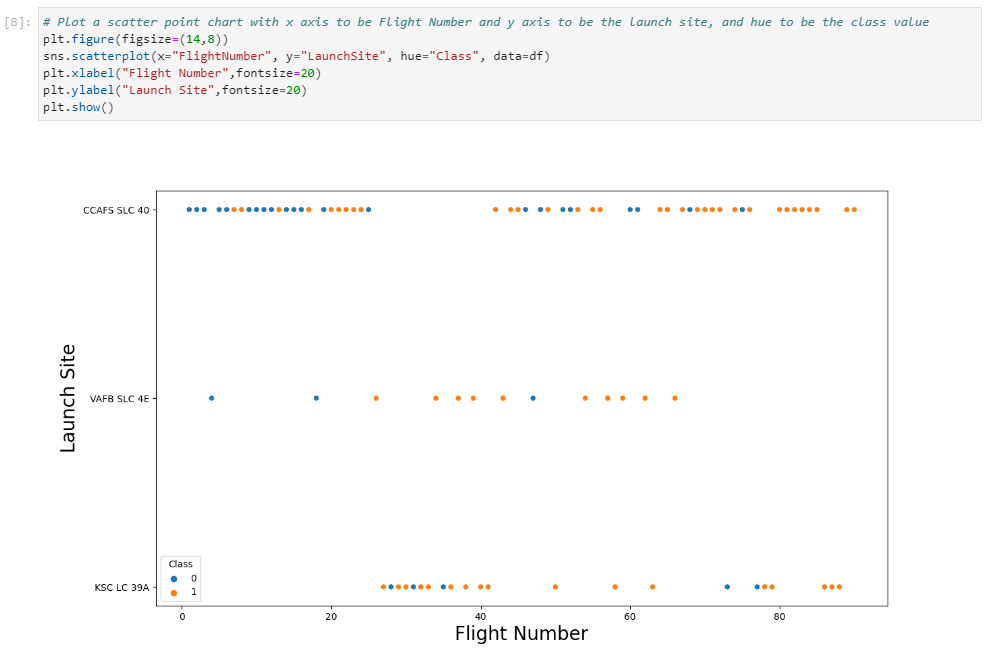 [8]: # Plot a scatter point chart with x axis to be Flight Number and y axis to be the launch site, and hue to be the class value
plt.figure(figsize=(14,8))
sns.scatterplot(x="FlightNumber", y="LaunchSite", hue="Class", data=df)
plt.xlabel("Flight Number",fontsize=20)
plt.ylabel("Launch Site",fontsize=20)
plt.show()
CCAFS SLC 40
Launch Site
VAFB SLC 4E
KSC LC 39A
Class
0
1
0 20 40 60 80
Flight Number